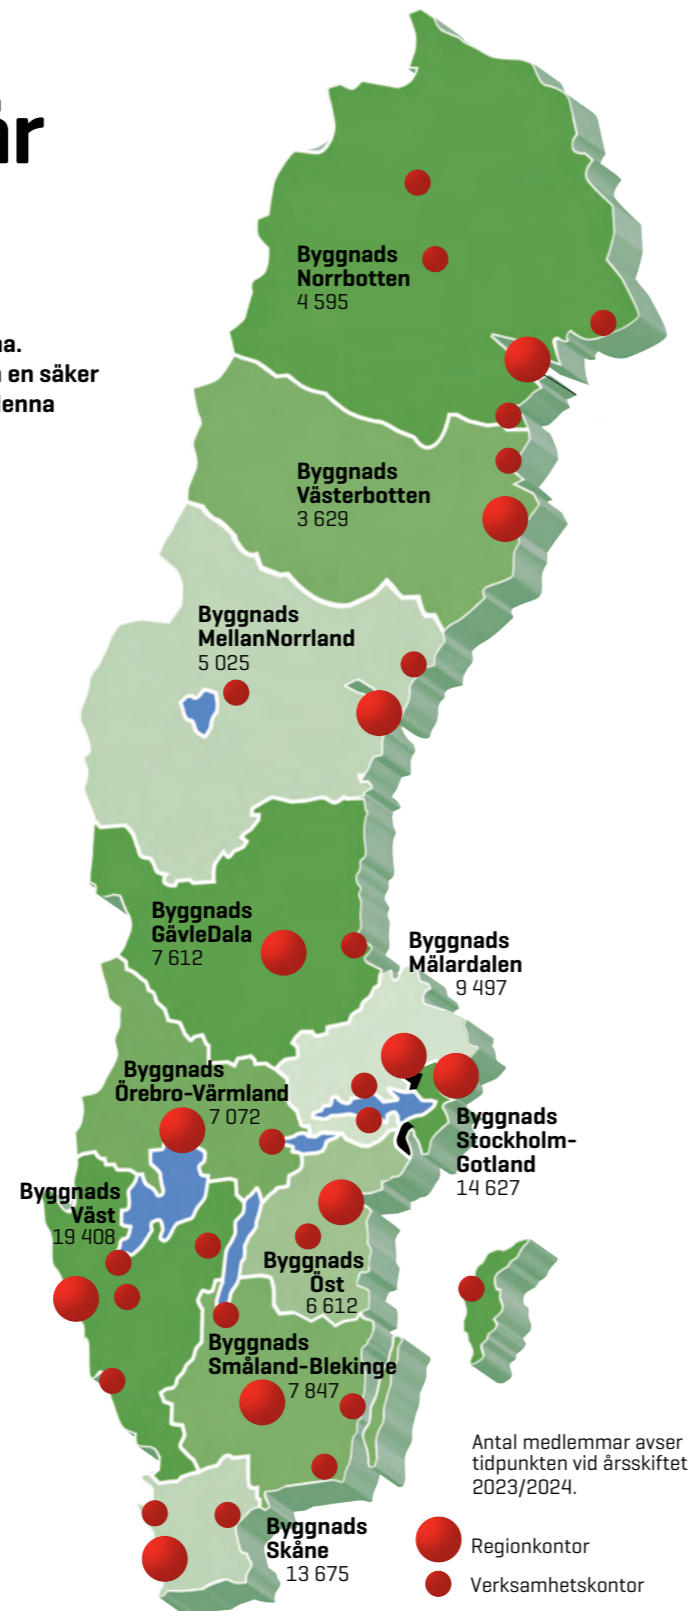 Byggnads
Norrbotten
4 595
en säker
Byggnads
Västerbotten
3 629
Byggnads
MellanNorrland
5 025
Byggnads
GävleDala
7 612
Byggnads
Mälardalen
9 497
Byggnads
Örebro-Värmland
7 072
Byggnads
Stockholm-
Gotland
14 627
Byggnads
Väst
19 408
Byggnads
Öst
6 612
Byggnads
Småland-Blekinge
7 847
Antal medlemmar avser
tidpunkten vid årsskiftet
2023/2024.
Byggnads
Skåne
13 675
Regionkontor
Verksamhetskontor